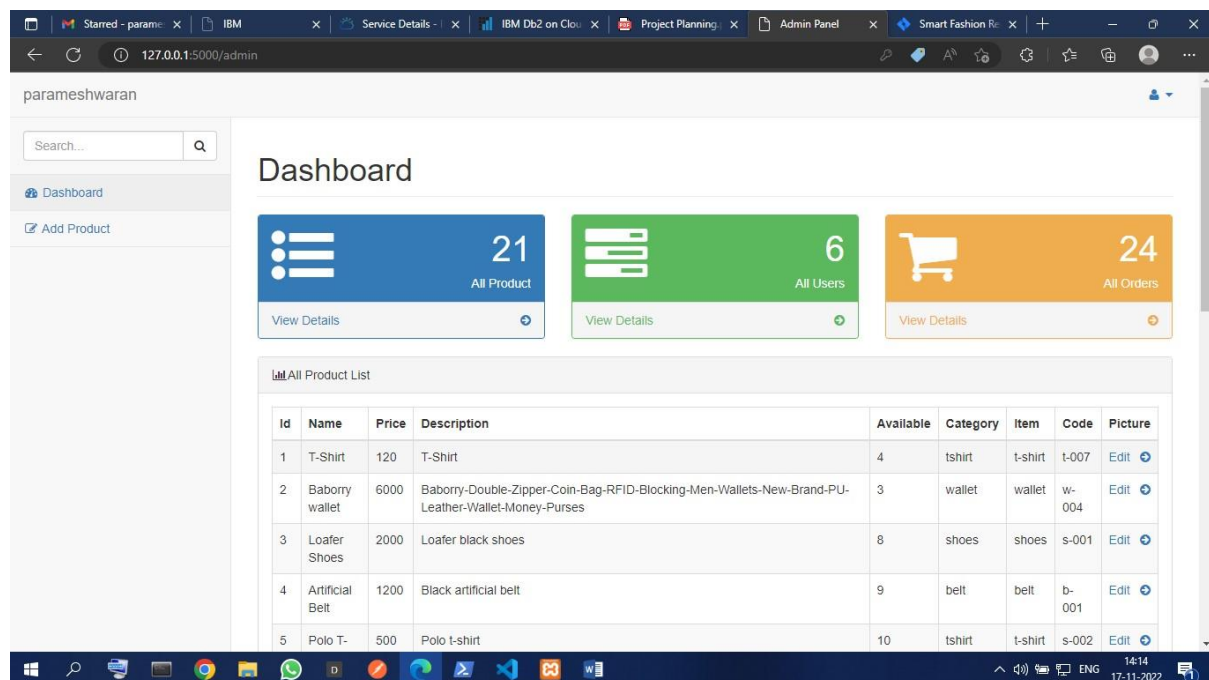 Starred - parame
IBM
Service Details -
IBM Db2 on Clou
Project Planning.
Admin Panel
Smart Fashion Re
127.0.0.1:5000/admin
parameshwaran
Search...
Dashboard
Add Product
Dashboard
21
All Product
View Details
6
All Users
View Details
24
All Orders
View Details
All Product List
Id Name Price Description Available Category Item Code Picture
1 T-Shirt 120 T-Shirt 4 tshirt t-shirt t-007 Edit
2 Baborry 6000 Baborry-Double-Zipper-Coin-Bag-RFID-Blocking-Men-Wallets-New-Brand-PU- 3 wallet wallet w- Edit
wallet Leather-Wallet-Money-Purses 004
3 Loafer 2000 Loafer black shoes 8 shoes shoes s-001 Edit
Shoes
4 Artificial 1200 Black artificial belt 9 belt belt b- Edit
Belt 001
5 Polo T- 500 Polo t-shirt 10 tshirt t-shirt s-002 Edit
ENG
14:14
17-11-2022